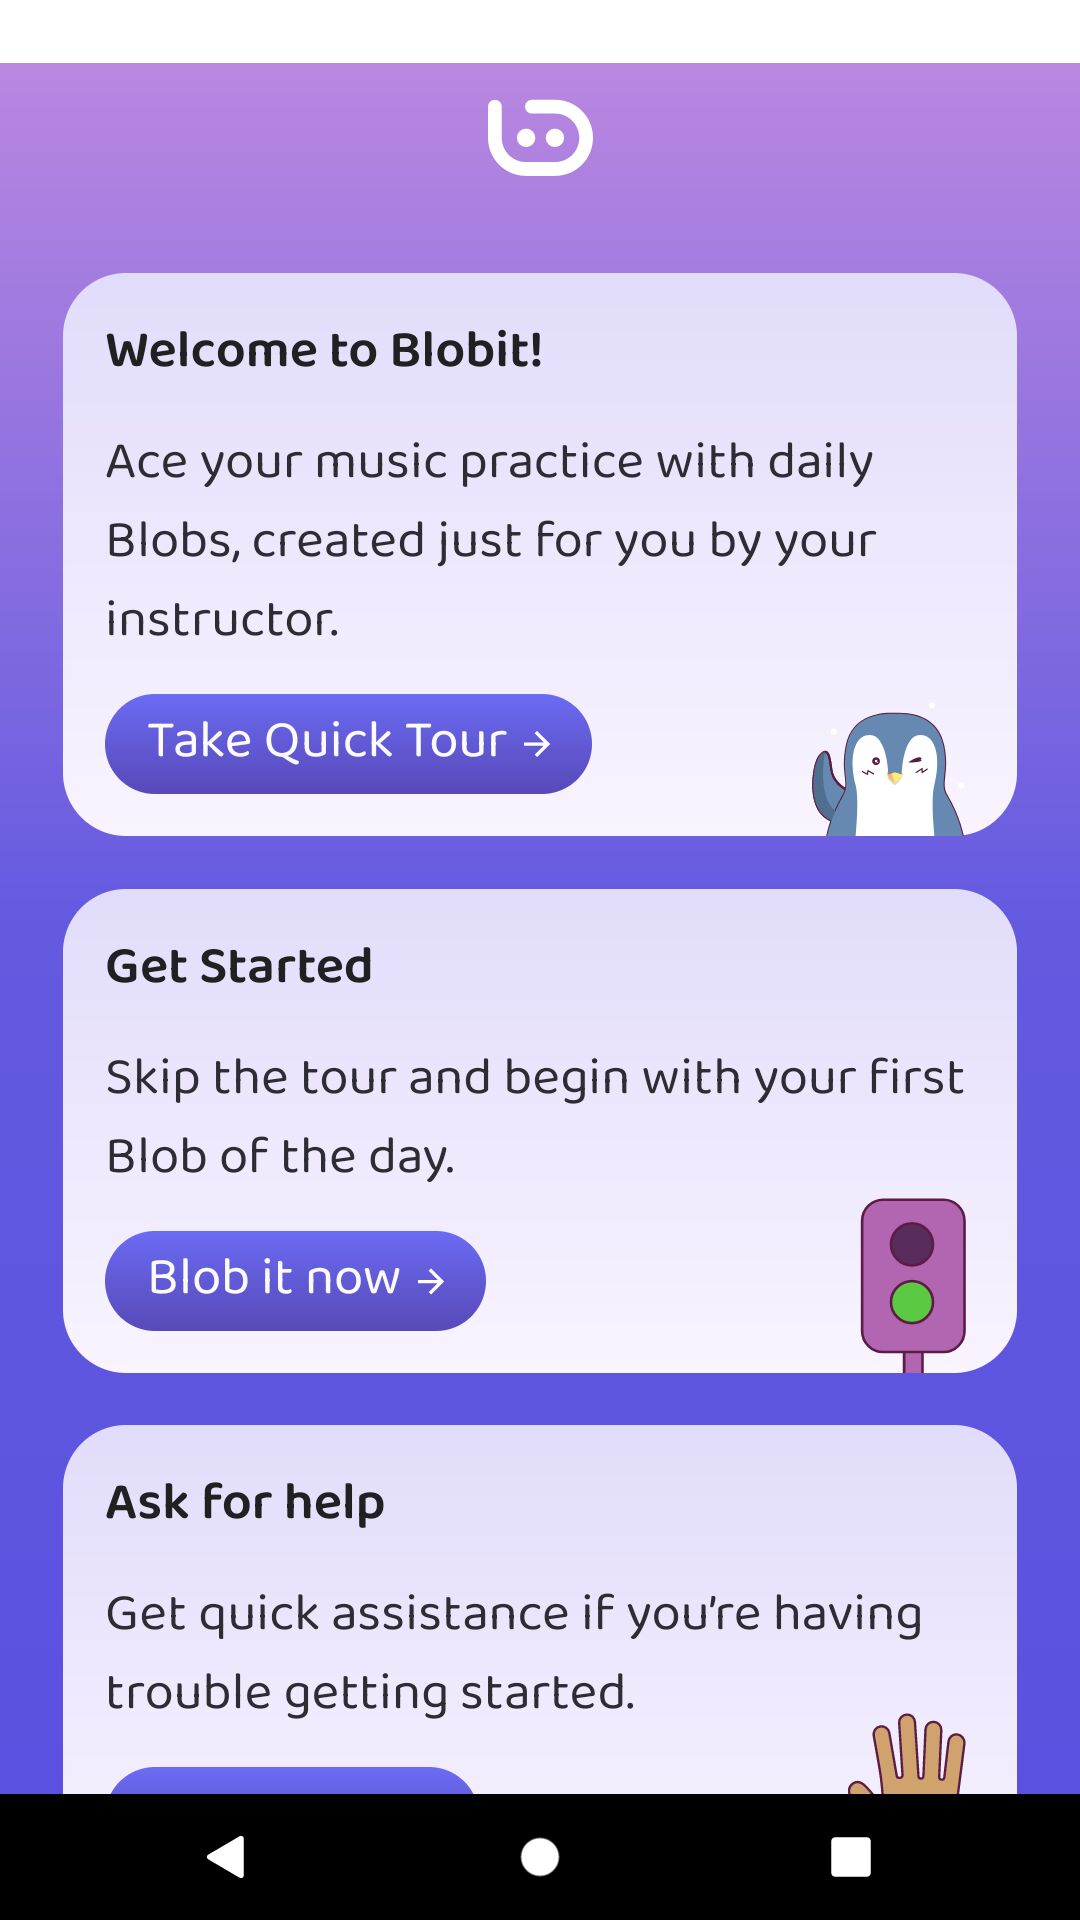 Welcome to Blobit!
Ace your music practice with daily
Blobs, created just for you by your
instructor.
Take Quick Tour →
Get Started
Skip the tour and begin with your first
Blob of the day.
Blob it now →
Ask for help
Get quick assistance if you’re having
trouble getting started.